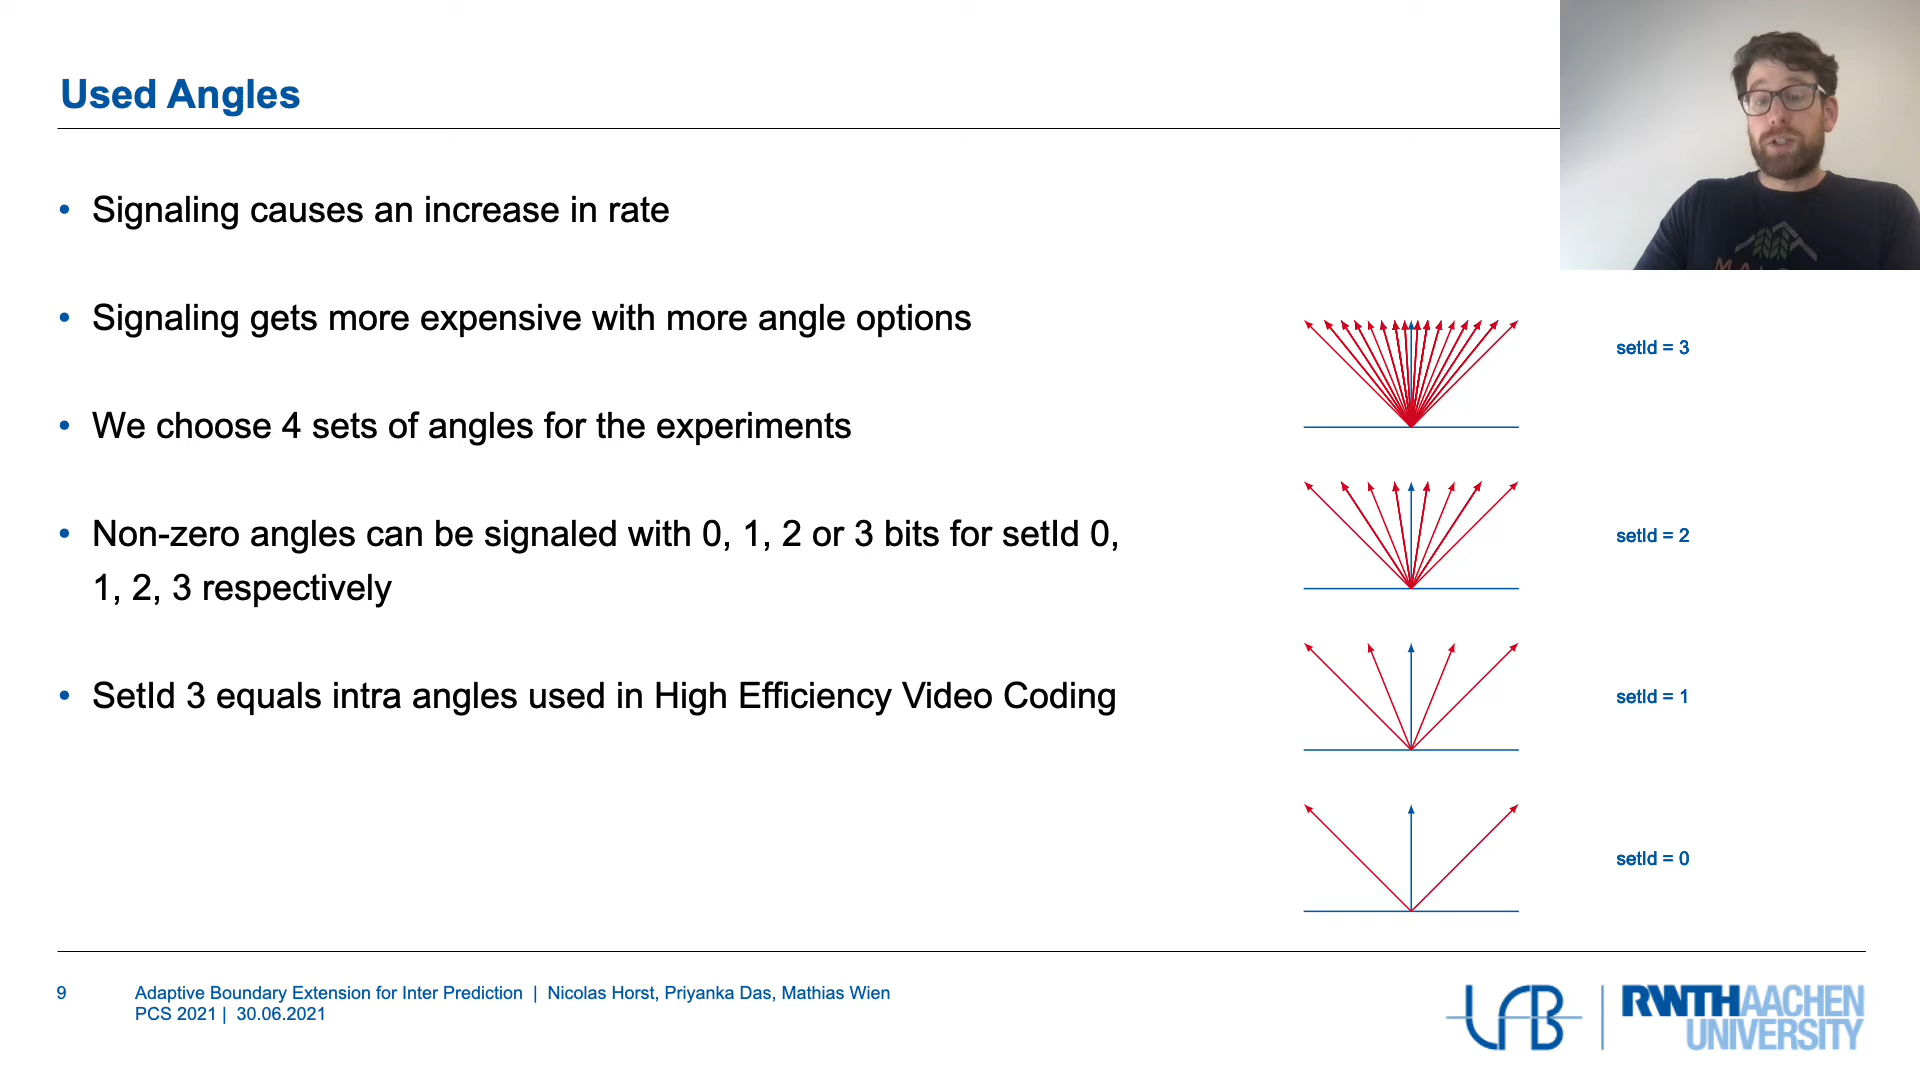 Used Angles
• Signaling causes an increase in rate
• Signaling gets more expensive with more angle options
• We choose 4 sets of angles for the experiments
• Non-zero angles can be signaled with 0, 1, 2 or 3 bits for setId 0,
1, 2, 3 respectively
• SetId 3 equals intra angles used in High Efficiency Video Coding
setId = 3
setId = 2
setId = 1
setId = 0
9
Adaptive Boundary Extension for Inter Prediction | Nicolas Horst, Priyanka Das, Mathias Wien
PCS 2021 | 30.06.2021
RWTHAACHEN
UNIVERSITY